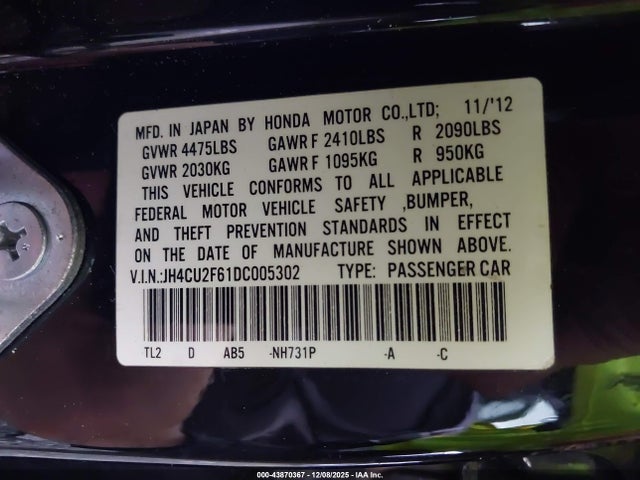 MFD. IN JAPAN BY HONDA MOTOR CO.,LTD; 11/'12
GVWR 4475LBS GAWR F 2410LBS R 2090LBS
GVWR 2030KG GAWR F 1095KG R 950KG
THIS VEHICLE CONFORMS TO ALL APPLICABLE
FEDERAL MOTOR VEHICLE SAFETY ,BUMPER,
AND THEFT PREVENTION STANDARDS IN EFFECT
ON THE DATE OF MANUFACTURE SHOWN ABOVE.
V.I.N.:JH4CU2F61DC005302 TYPE: PASSENGER CAR
TL2 D AB5 -NH731P -A -C
000-43870367 - 12/08/2025 - IAA Inc.